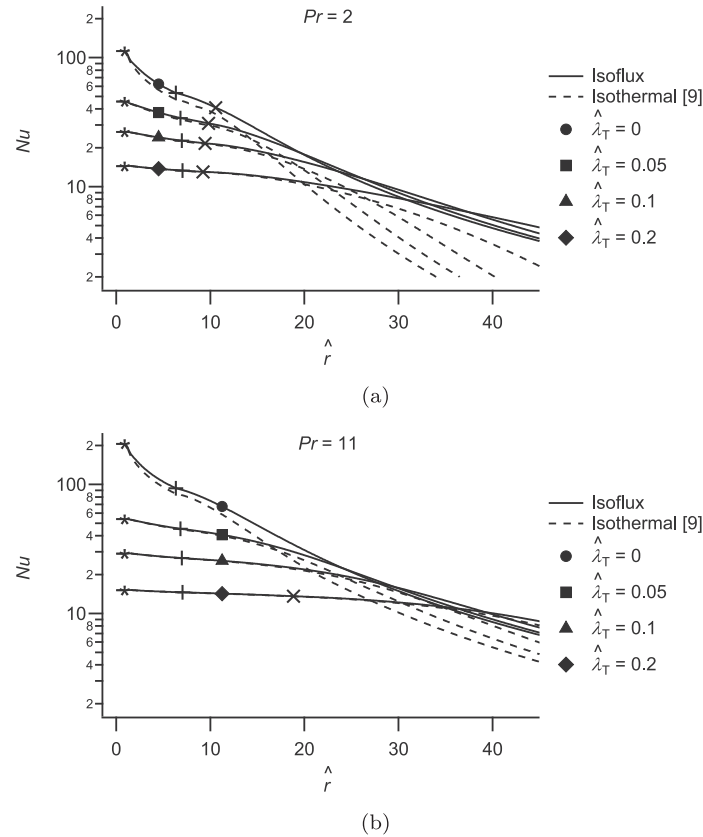 Pr = 2
2
100
8
6
4
2
10
8
6
4
2
Nu
0 10 20 30 40
r̂
Isoflux
Isothermal [9]
λ̂T = 0
λ̂T = 0.05
λ̂T = 0.1
λ̂T = 0.2
(a)
Pr = 11
2
100
8
6
4
2
10
8
6
4
2
Nu
0 10 20 30 40
r̂
Isoflux
Isothermal [9]
λ̂T = 0
λ̂T = 0.05
λ̂T = 0.1
λ̂T = 0.2
(b)